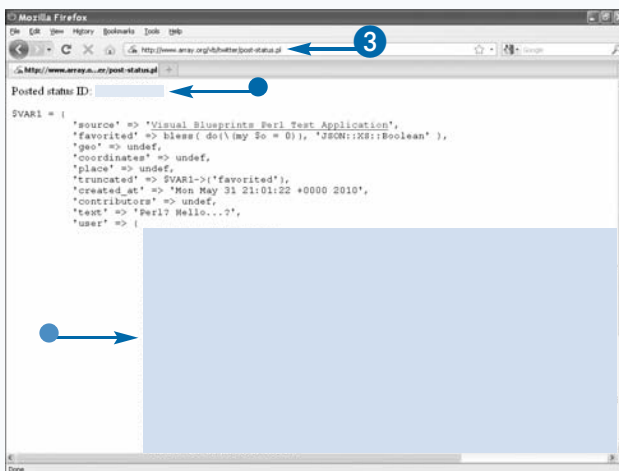 Mozilla Firefox
File Edit View History Bookmarks Tools Help
http://www.array.org/vb/twitter/post-status.pl
3
Google
http://www.array.o...er/post-status.pl
Posted status ID:
$VAR1 = {
'source' => 'Visual Blueprints Perl Test Application',
'favorited' => bless( do{\(my $o = 0)}, 'JSON::XS::Boolean' ),
'geo' => undef,
'coordinates' => undef,
'place' => undef,
'truncated' => $VAR1->{'favorited'},
'created_at' => 'Mon May 31 21:01:22 +0000 2010',
'contributors' => undef,
'text' => 'Perl? Hello...?',
'user' => {
Done